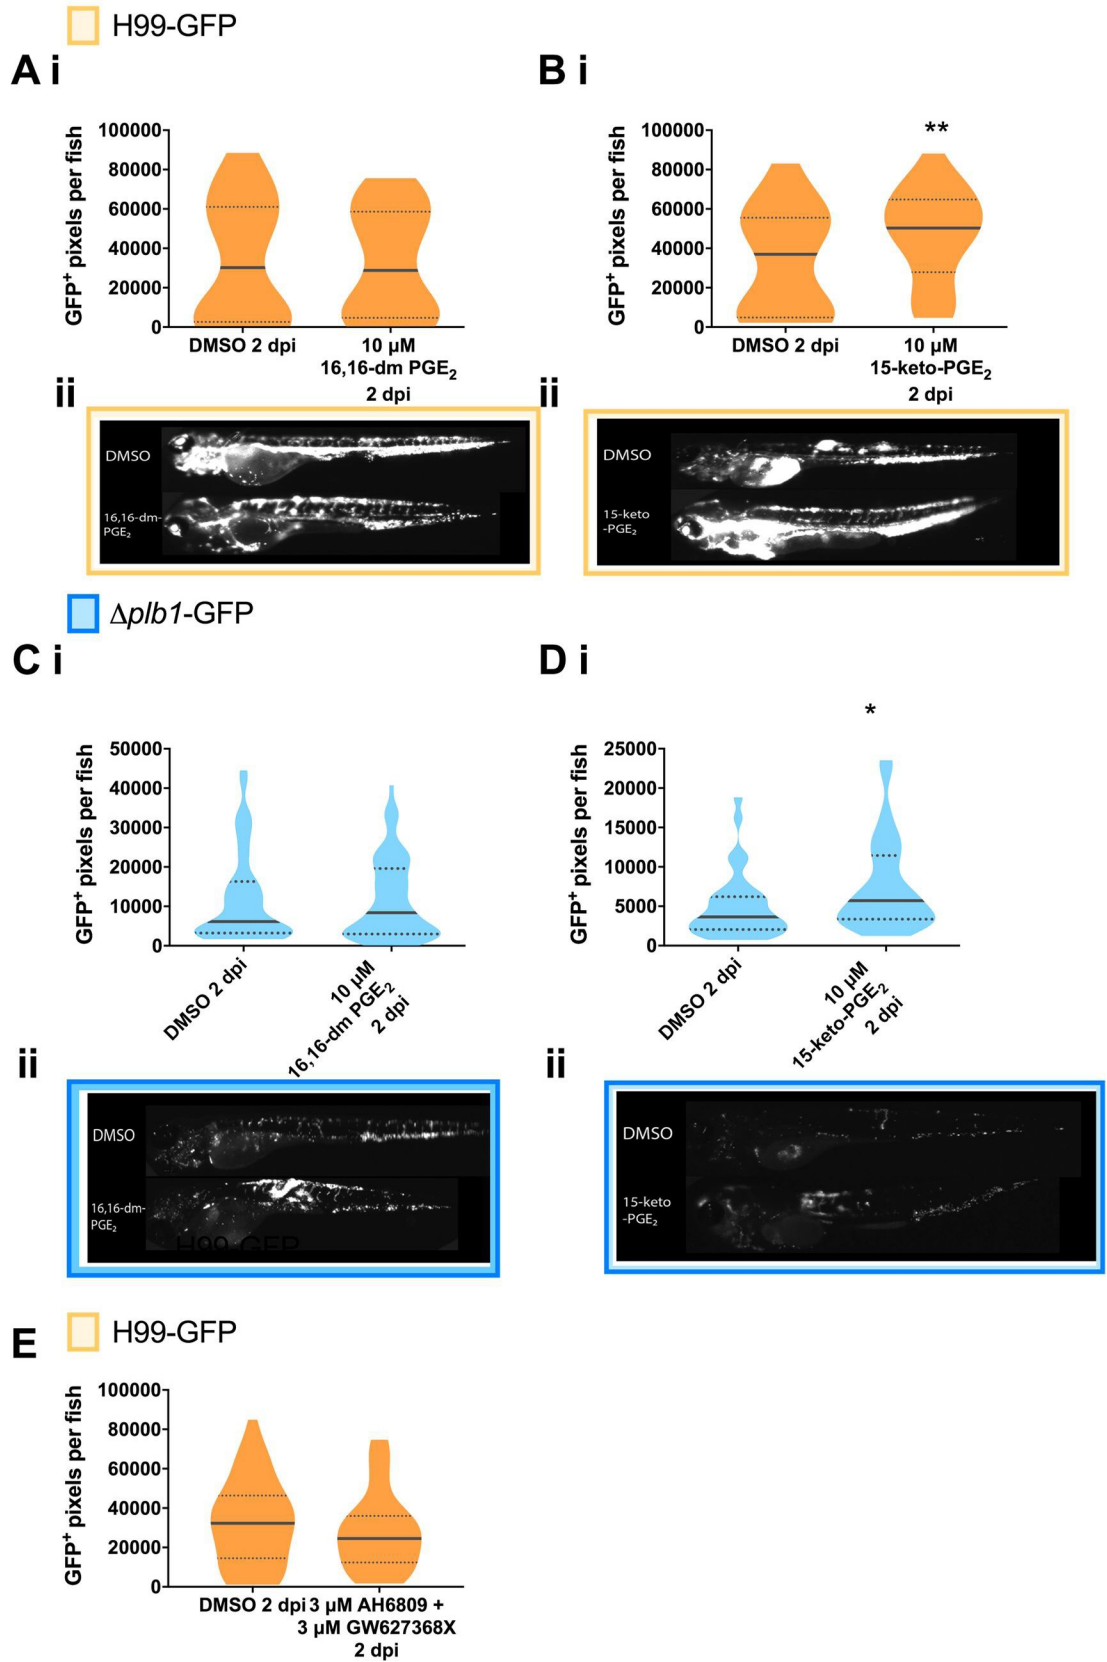 H99-GFP
A i
B i
GFP+ pixels per fish
100000
80000
60000
40000
20000
0
DMSO 2 dpi
10 µM
16,16-dm PGE2
2 dpi
GFP+ pixels per fish
100000
80000
60000
40000
20000
0
**
DMSO 2 dpi
10 µM
15-keto-PGE2
2 dpi
ii
DMSO
16,16-dm-
PGE2
ii
DMSO
15-keto
-PGE2
Δplb1-GFP
C i
D i
GFP+ pixels per fish
50000
40000
30000
20000
10000
0
DMSO 2 dpi
10 µM
16,16-dm PGE2
2 dpi
GFP+ pixels per fish
25000
20000
15000
10000
5000
0
*
DMSO 2 dpi
10 µM
15-keto-PGE2
2 dpi
ii
DMSO
16,16-dm-
PGE2
H99-GFP
ii
DMSO
15-keto
-PGE2
E
H99-GFP
GFP+ pixels per fish
100000
80000
60000
40000
20000
0
DMSO 2 dpi
3 µM AH6809 +
3 µM GW627368X
2 dpi